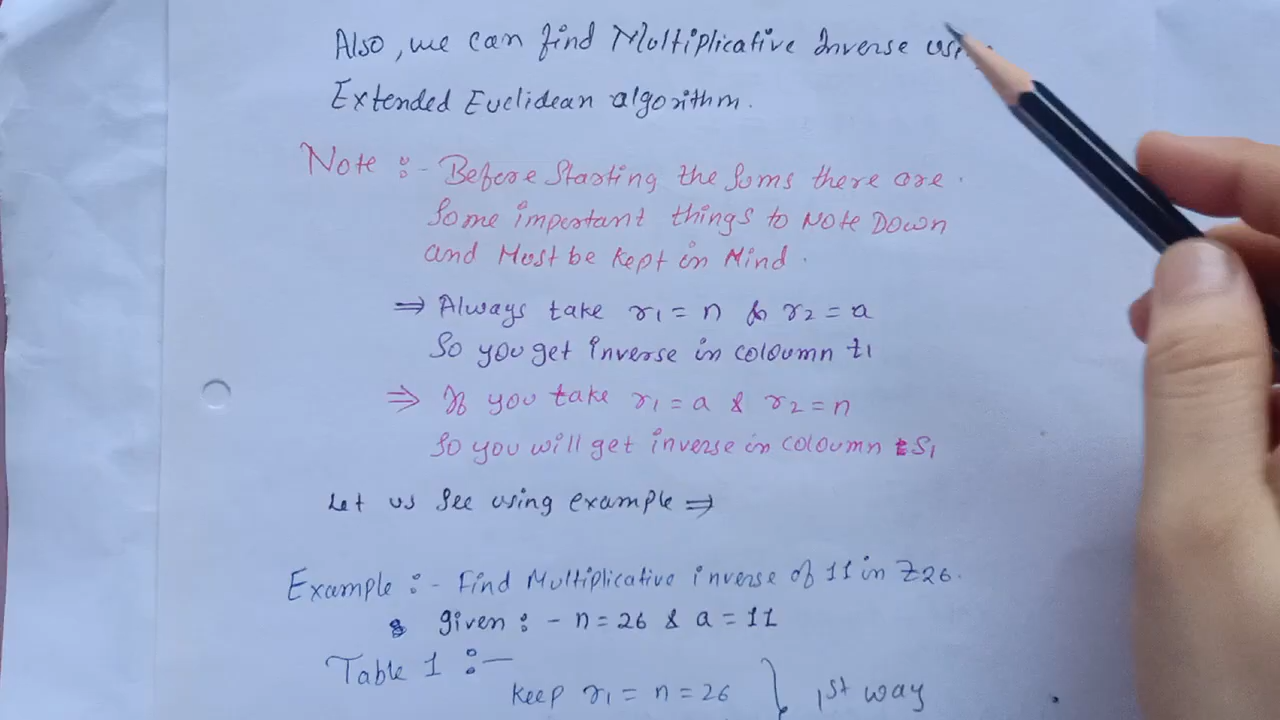 Also, we can find Multiplicative Inverse
Extended Euclidean algorithm.
Note :- Before Starting the Sums there are.
Some important things to Note Down
and Must be Kept in Mind.
⇒ Always take r1 = n & r2 = a
So you get inverse in coloumn t1
⇒ If you take r1 = a & r2 = n
So you will get inverse in coloumn S1
Let us See using example ⇒
Example :- Find Multiplicative inverse of 11 in Z26.
given :- n = 26 & a = 11
Table 1 :-
Keep r1 = n = 26 } 1st way